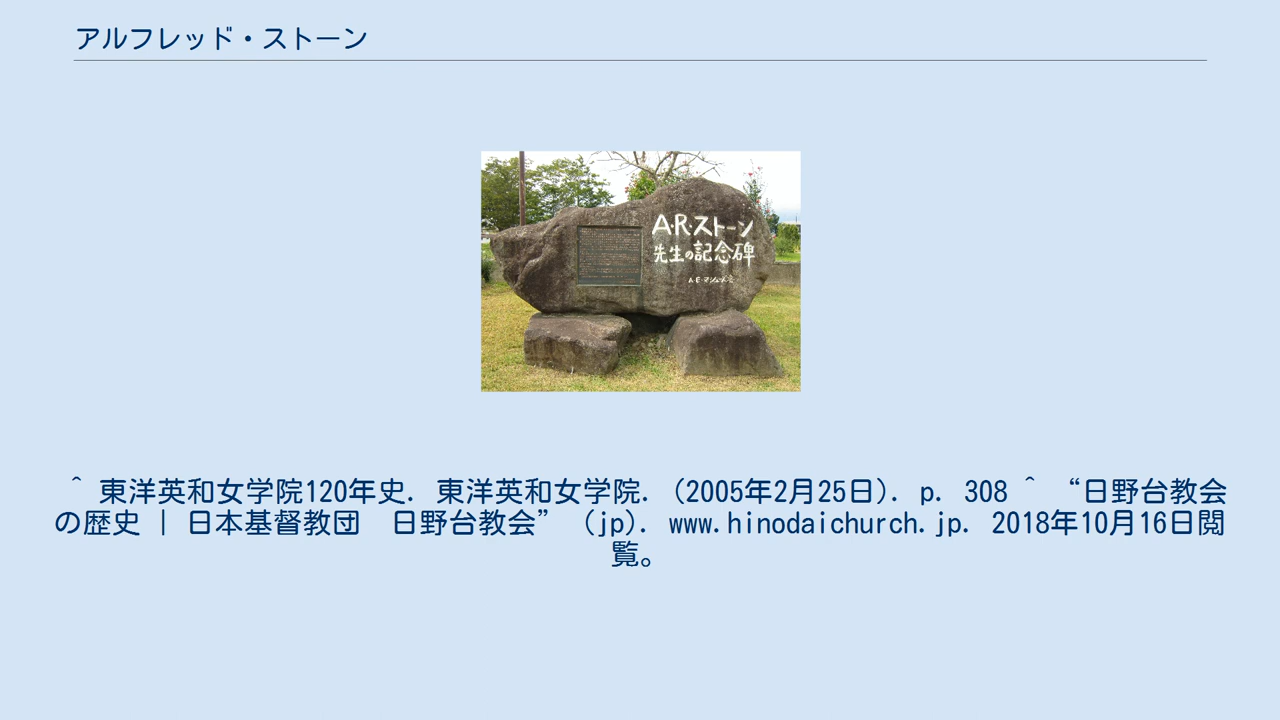 アルフレッド・ストーン
A・R・ストーン
先生の記念碑
^ 東洋英和女学院120年史. 東洋英和女学院. (2005年2月25日). p. 308 ^ “日野台教会
の歴史 | 日本基督教団　日野台教会” (jp). www.hinodaichurch.jp. 2018年10月16日閲
覧。